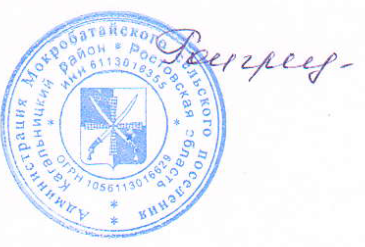 Администрация Мокробатайского сельского поселения
Кагальницкий район * Ростовская область
ИНН 6113016355
ОГРН 1056113016629